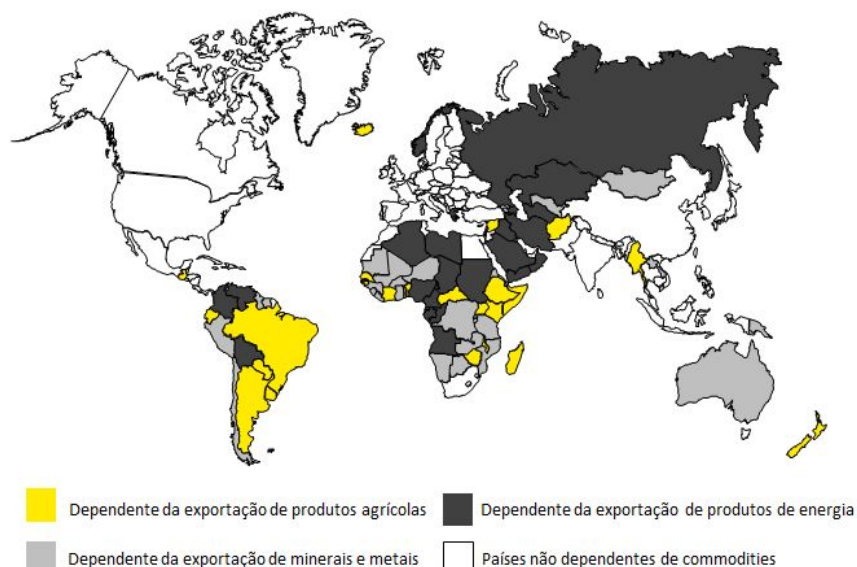 Dependente da exportação de produtos agrícolas
Dependente da exportação de produtos de energia
Dependente da exportação de minerais e metais
Países não dependentes de commodities